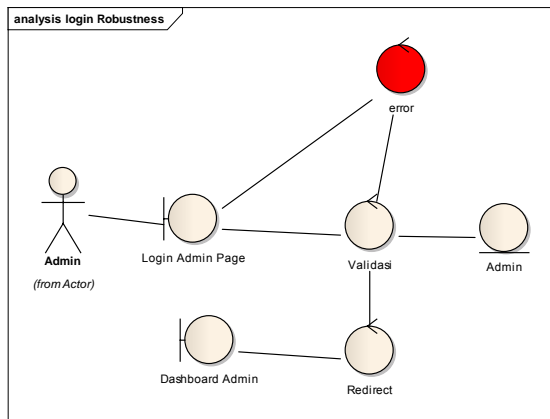 analysis login Robustness
error
Admin
(from Actor)
Login Admin Page
Validasi
Admin
Dashboard Admin
Redirect